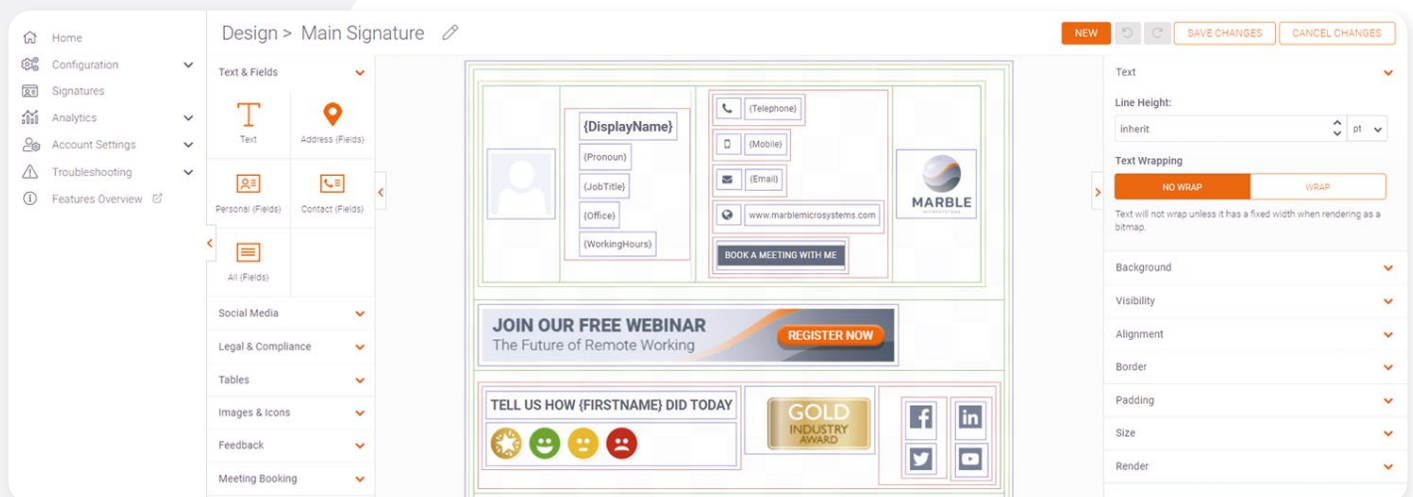 Home
Configuration
Signatures
Analytics
Account Settings
Troubleshooting
Features Overview
Design > Main Signature
NEW
SAVE CHANGES
CANCEL CHANGES
Text & Fields
Text
Address (Fields)
Personal (Fields)
Contact (Fields)
All (Fields)
Social Media
Legal & Compliance
Tables
Images & Icons
Feedback
Meeting Booking
{DisplayName}
{Pronoun}
{JobTitle}
{Office}
{WorkingHours}
{Telephone}
{Mobile}
{Email}
www.marblemicrosystems.com
BOOK A MEETING WITH ME
MARBLE
MICROSYSTEMS
JOIN OUR FREE WEBINAR
The Future of Remote Working
REGISTER NOW
TELL US HOW {FIRSTNAME} DID TODAY
GOLD
INDUSTRY
AWARD
Text
Line Height:
inherit
pt
Text Wrapping
NO WRAP
WRAP
Text will not wrap unless it has a fixed width when rendering as a
bitmap.
Background
Visibility
Alignment
Border
Padding
Size
Render